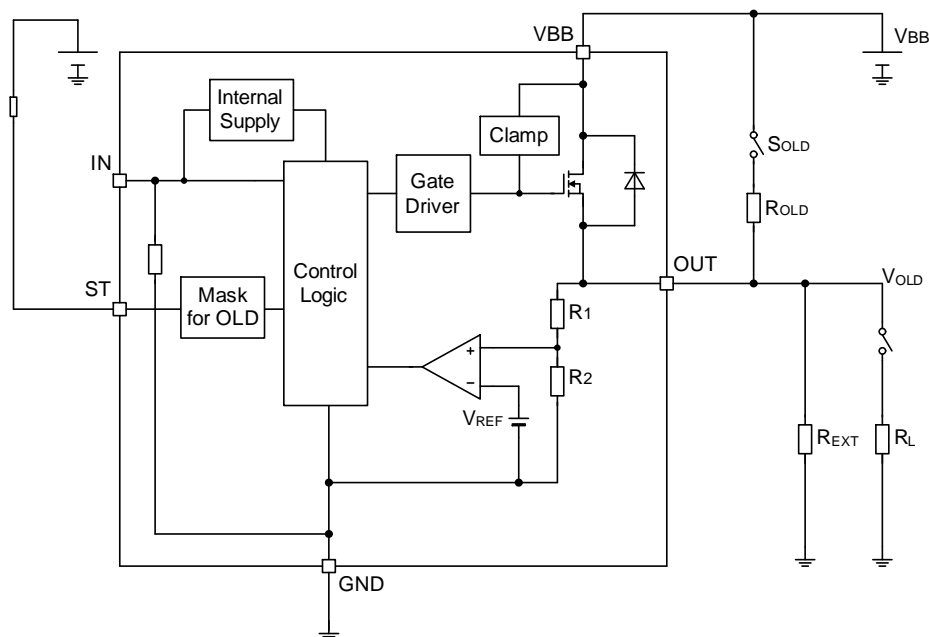 VBB
VBB
Internal
Supply
Clamp
SOLD
IN
Gate
Driver
ROLD
Control
Logic
OUT
ST
Mask
for OLD
VOLD
R1
+
R2
−
VREF
REXT
RL
GND